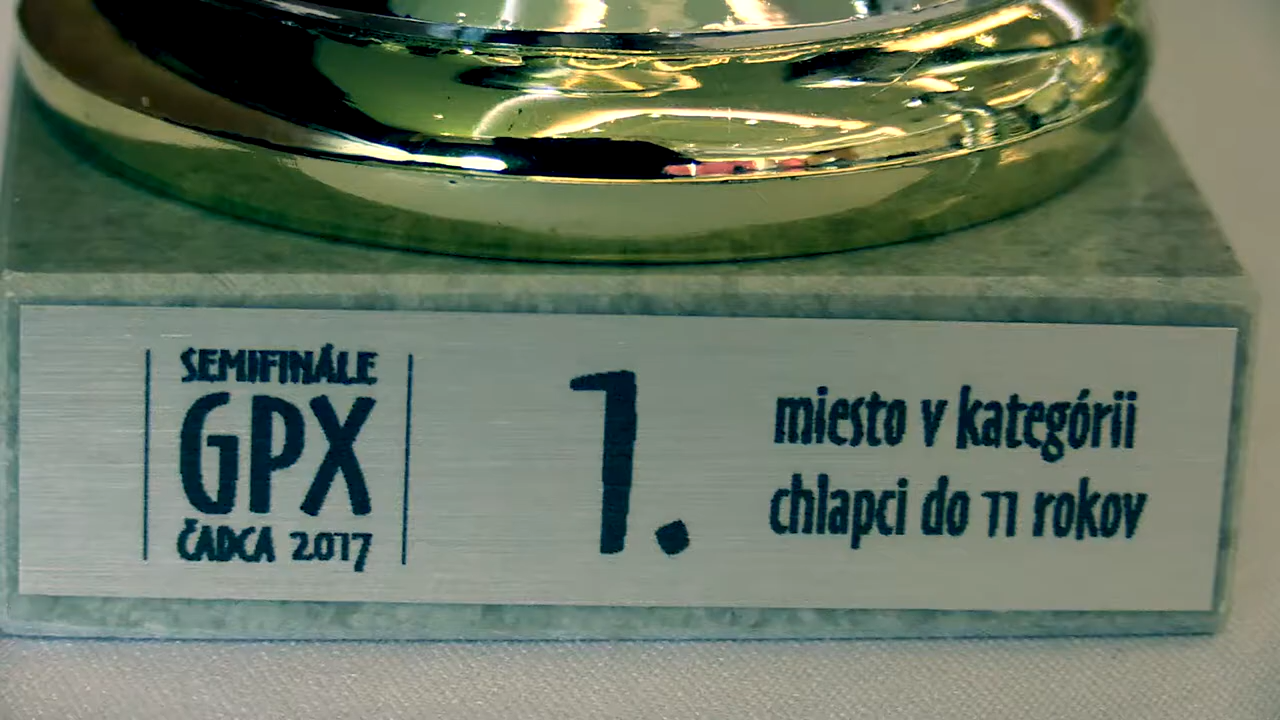 SEMIFINÁLE
GPX
ČADCA 2017
1.
miesto v kategórii
chlapci do 11 rokov